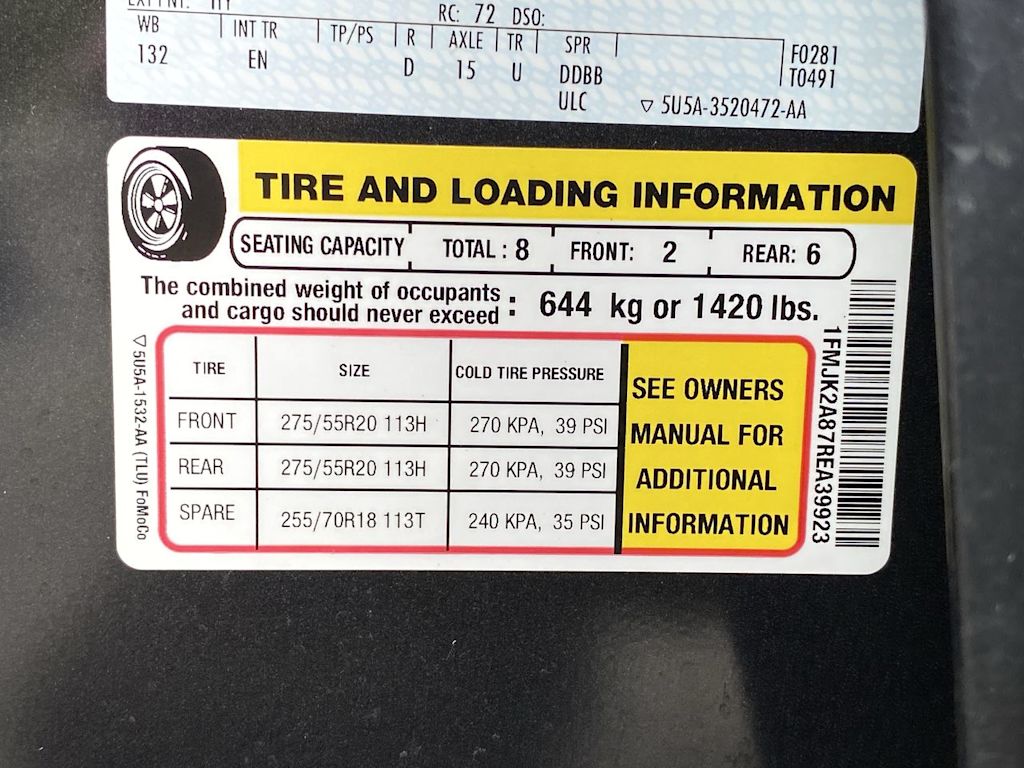 RC: 72 DSO:
WB INT TR TP/PS R AXLE TR SPR
132 EN D 15 U DDBB
ULC
F0281
T0491
▽ 5U5A-3520472-AA
TIRE AND LOADING INFORMATION
SEATING CAPACITY TOTAL : 8 FRONT: 2 REAR: 6
The combined weight of occupants
and cargo should never exceed : 644 kg or 1420 lbs.
TIRE SIZE COLD TIRE PRESSURE
FRONT 275/55R20 113H 270 KPA, 39 PSI
REAR 275/55R20 113H 270 KPA, 39 PSI
SPARE 255/70R18 113T 240 KPA, 35 PSI
SEE OWNERS
MANUAL FOR
ADDITIONAL
INFORMATION
▽5U5A-1532-AA (TLU) FoMoCo
1FMJK2A87REA39923